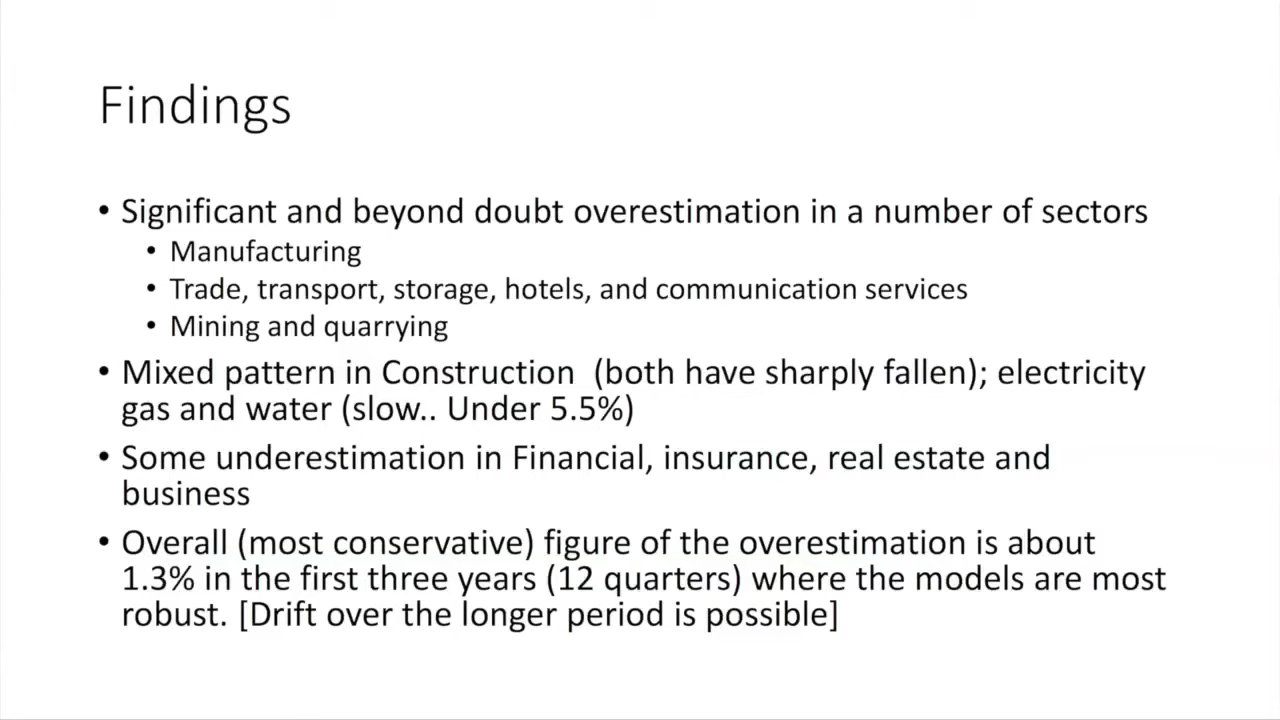 Findings
• Significant and beyond doubt overestimation in a number of sectors
• Manufacturing
• Trade, transport, storage, hotels, and communication services
• Mining and quarrying
• Mixed pattern in Construction  (both have sharply fallen); electricity
gas and water (slow.. Under 5.5%)
• Some underestimation in Financial, insurance, real estate and
business
• Overall (most conservative) figure of the overestimation is about
1.3% in the first three years (12 quarters) where the models are most
robust. [Drift over the longer period is possible]